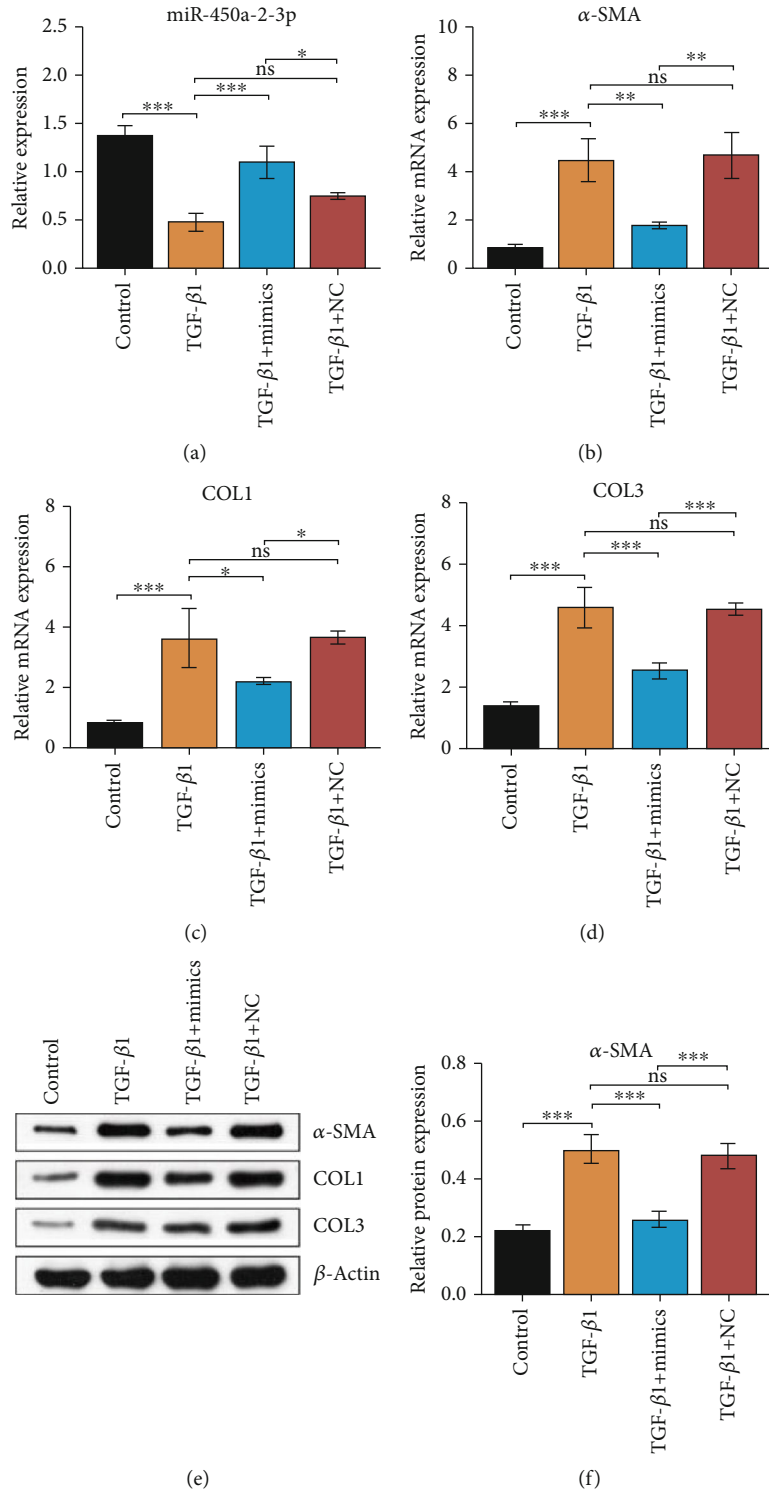 miR-450a-2-3p
Relative expression
2.5
2.0
1.5
1.0
0.5
0.0
***
***
ns
*
Control
TGF-β1
TGF-β1+mimics
TGF-β1+NC
(a)
α-SMA
Relative mRNA expression
10
8
6
4
2
0
***
**
ns
**
Control
TGF-β1
TGF-β1+mimics
TGF-β1+NC
(b)
COL1
Relative mRNA expression
8
6
4
2
0
***
*
ns
*
Control
TGF-β1
TGF-β1+mimics
TGF-β1+NC
(c)
COL3
Relative mRNA expression
8
6
4
2
0
***
***
ns
***
Control
TGF-β1
TGF-β1+mimics
TGF-β1+NC
(d)
Control
TGF-β1
TGF-β1+mimics
TGF-β1+NC
α-SMA
COL1
COL3
β-Actin
(e)
α-SMA
Relative protein expression
0.8
0.6
0.4
0.2
0.0
***
***
ns
***
Control
TGF-β1
TGF-β1+mimics
TGF-β1+NC
(f)